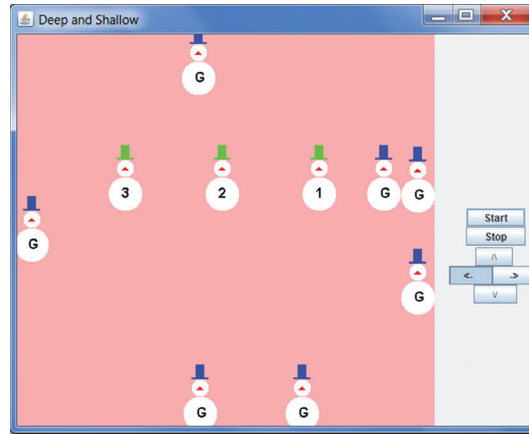 Deep and Shallow
G
3 2 1 G G
G
Start
Stop
^
<- ->
G
v
G G